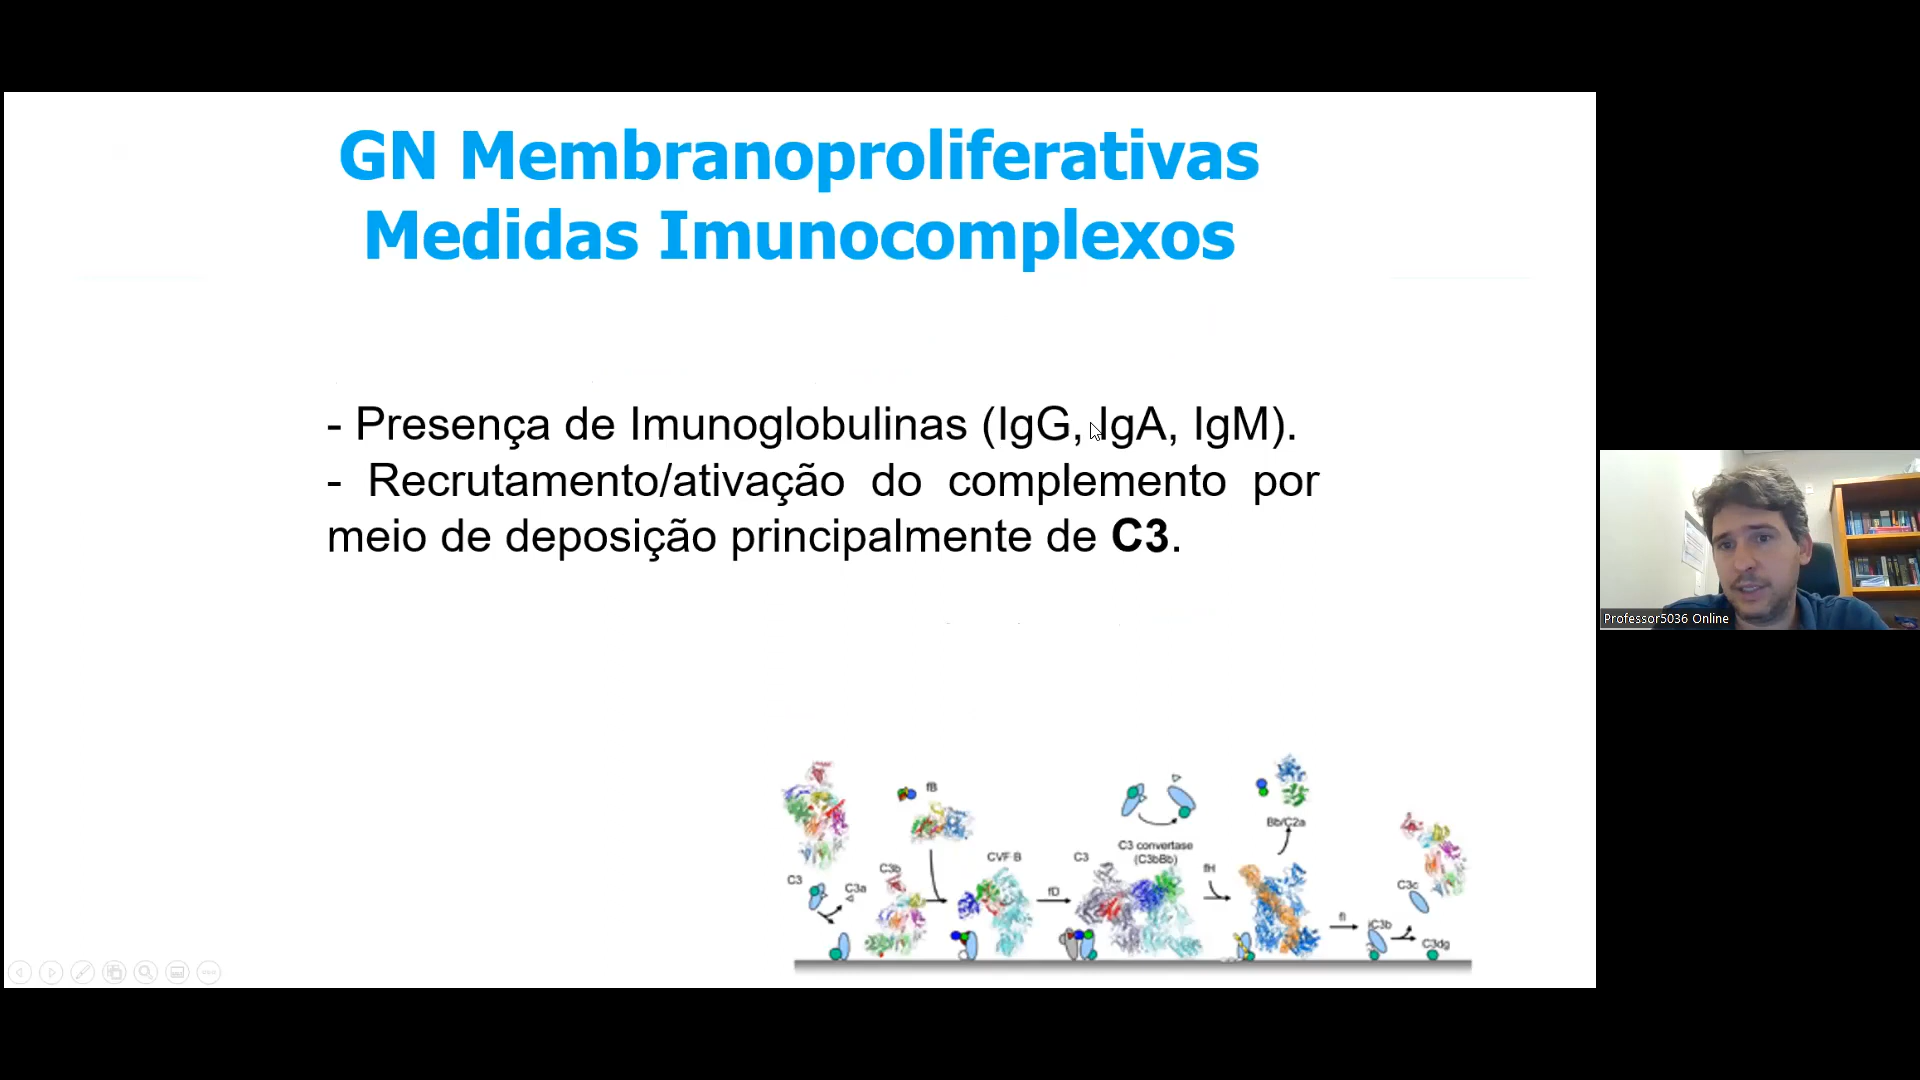 GN Membranoproliferativas
Medidas Imunocomplexos
- Presença de Imunoglobulinas (IgG, IgA, IgM).
- Recrutamento/ativação do complemento por
meio de deposição principalmente de C3.
fB
Bb/C2a
C3 convertase
(C3bBb)
CVF B
C3
C3b
fH
C3
C3a
fD
C3c
fI
iC3b
C3dg
Professor5036 Online